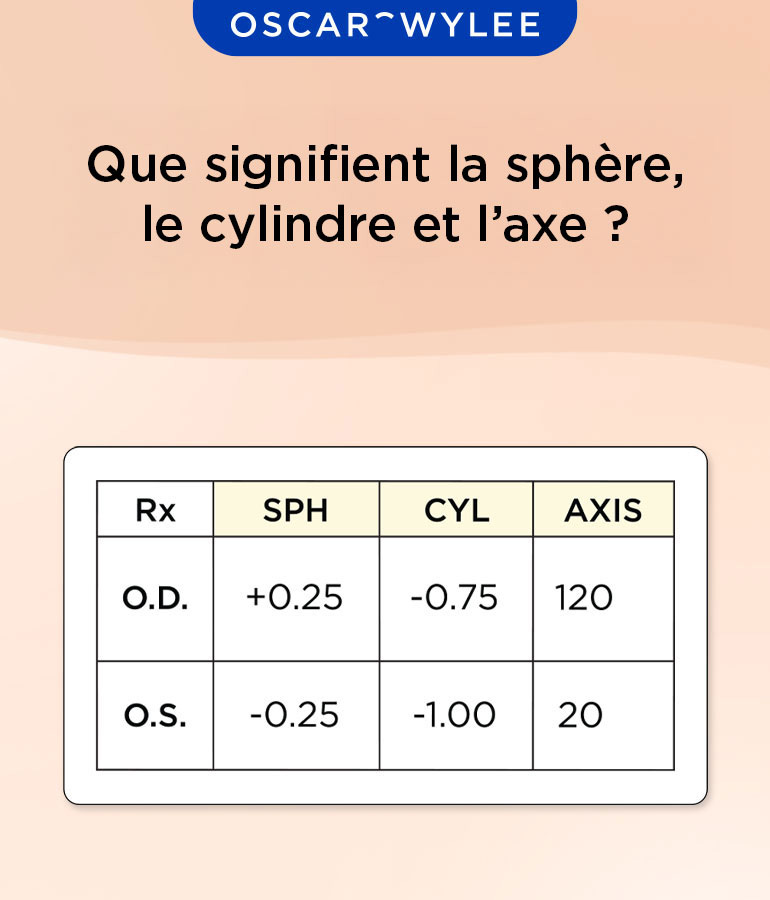 OSCAR WYLEE
Que signifient la sphère,
le cylindre et l’axe ?
Rx SPH CYL AXIS
O.D. +0.25 -0.75 120
O.S. -0.25 -1.00 20